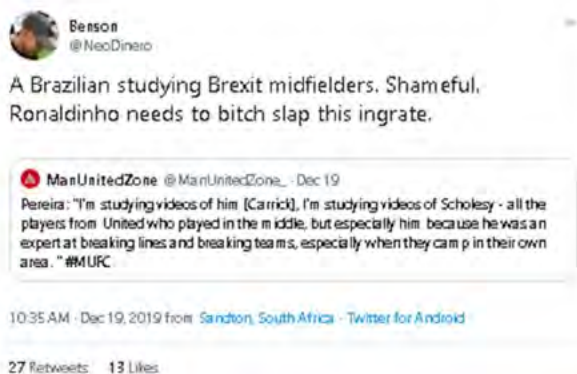 Benson
@NeoDinero
A Brazilian studying Brexit midfielders. Shameful.
Ronaldinho needs to bitch slap this ingrate.
ManUnitedZone @ManUnitedZone_ · Dec 19
Pereira: "I'm studying videos of him [Carrick], I'm studying videos of Scholesy - all the
players from United who played in the middle, but especially him because he was an
expert at breaking lines and breaking teams, especially when they camp in their own
area. " #MUFC
10:35 AM · Dec 19, 2019 from Sandton, South Africa · Twitter for Android
27 Retweets 13 Likes